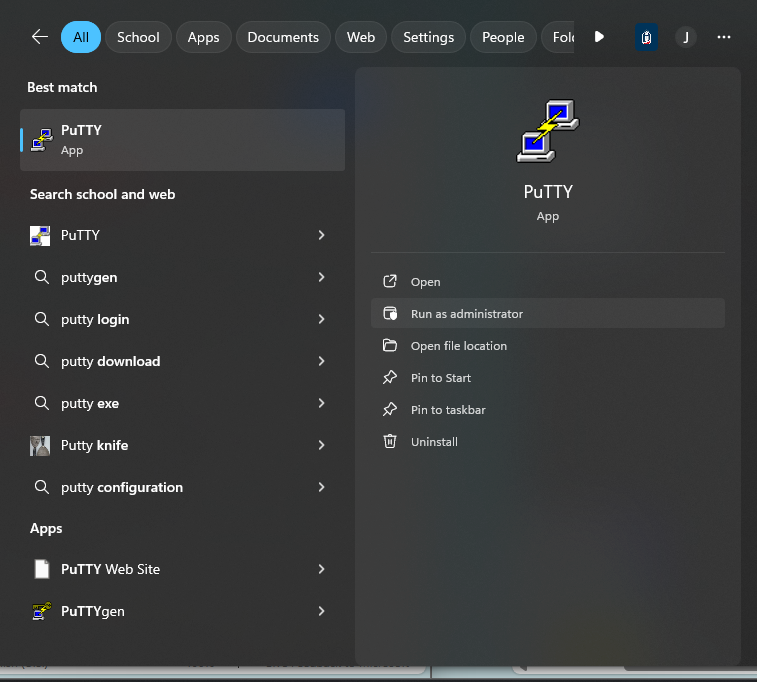 All
School
Apps
Documents
Web
Settings
People
Fol
J
Best match
PuTTY
App
Search school and web
PuTTY
puttygen
putty login
putty download
putty exe
Putty knife
putty configuration
Apps
PuTTY Web Site
PuTTYgen
PuTTY
App
Open
Run as administrator
Open file location
Pin to Start
Pin to taskbar
Uninstall